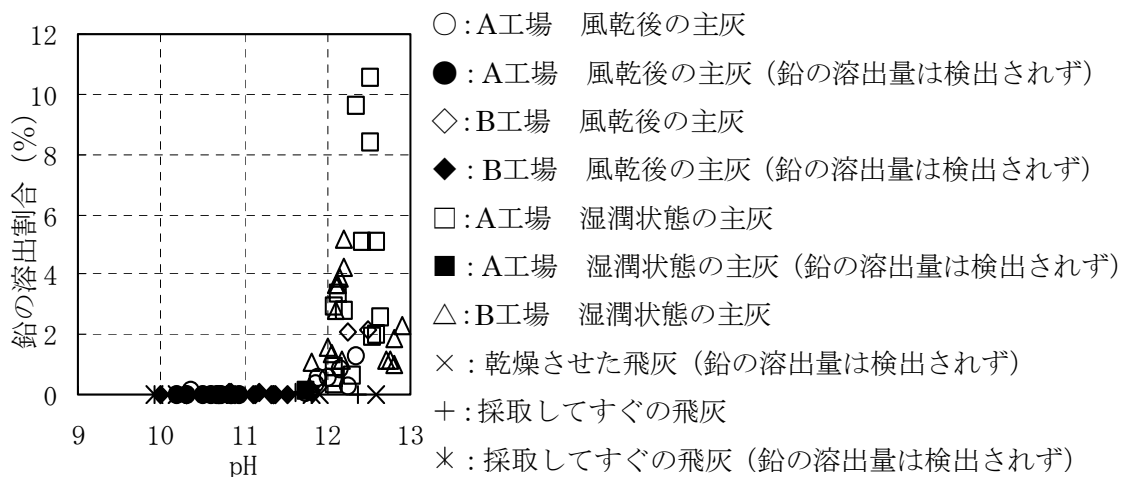 12
10
8
6
4
2
0
鉛の溶出割合 (%)
9 10 11 12 13
pH
○:A工場 風乾後の主灰
●:A工場 風乾後の主灰(鉛の溶出量は検出されず)
◇:B工場 風乾後の主灰
◆:B工場 風乾後の主灰(鉛の溶出量は検出されず)
□:A工場 湿潤状態の主灰
■:A工場 湿潤状態の主灰(鉛の溶出量は検出されず)
△:B工場 湿潤状態の主灰
×:乾燥させた飛灰(鉛の溶出量は検出されず)
+:採取してすぐの飛灰
⚹:採取してすぐの飛灰(鉛の溶出量は検出されず)